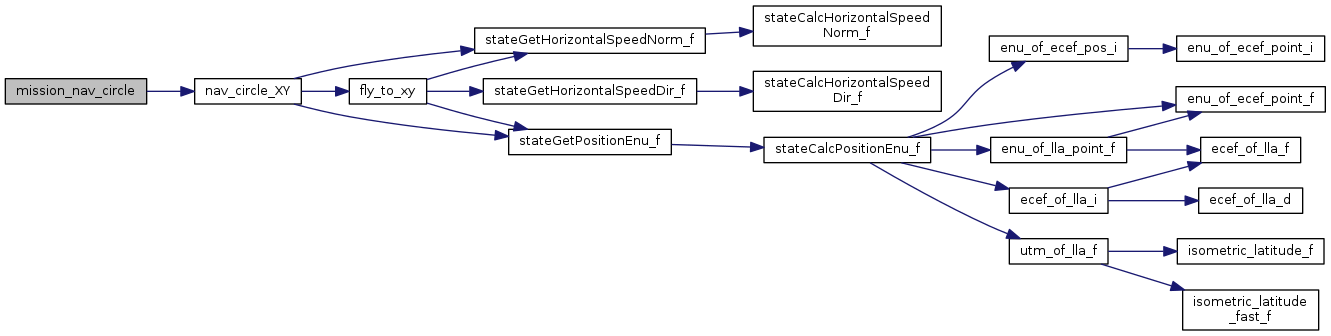 mission_nav_circle
nav_circle_XY
stateGetHorizontalSpeedNorm_f
fly_to_xy
stateGetHorizontalSpeedDir_f
stateGetPositionEnu_f
stateCalcHorizontalSpeed
Norm_f
stateCalcHorizontalSpeed
Dir_f
stateCalcPositionEnu_f
enu_of_ecef_pos_i
enu_of_lla_point_f
ecef_of_lla_i
utm_of_lla_f
enu_of_ecef_point_i
enu_of_ecef_point_f
ecef_of_lla_f
ecef_of_lla_d
isometric_latitude_f
isometric_latitude
_fast_f